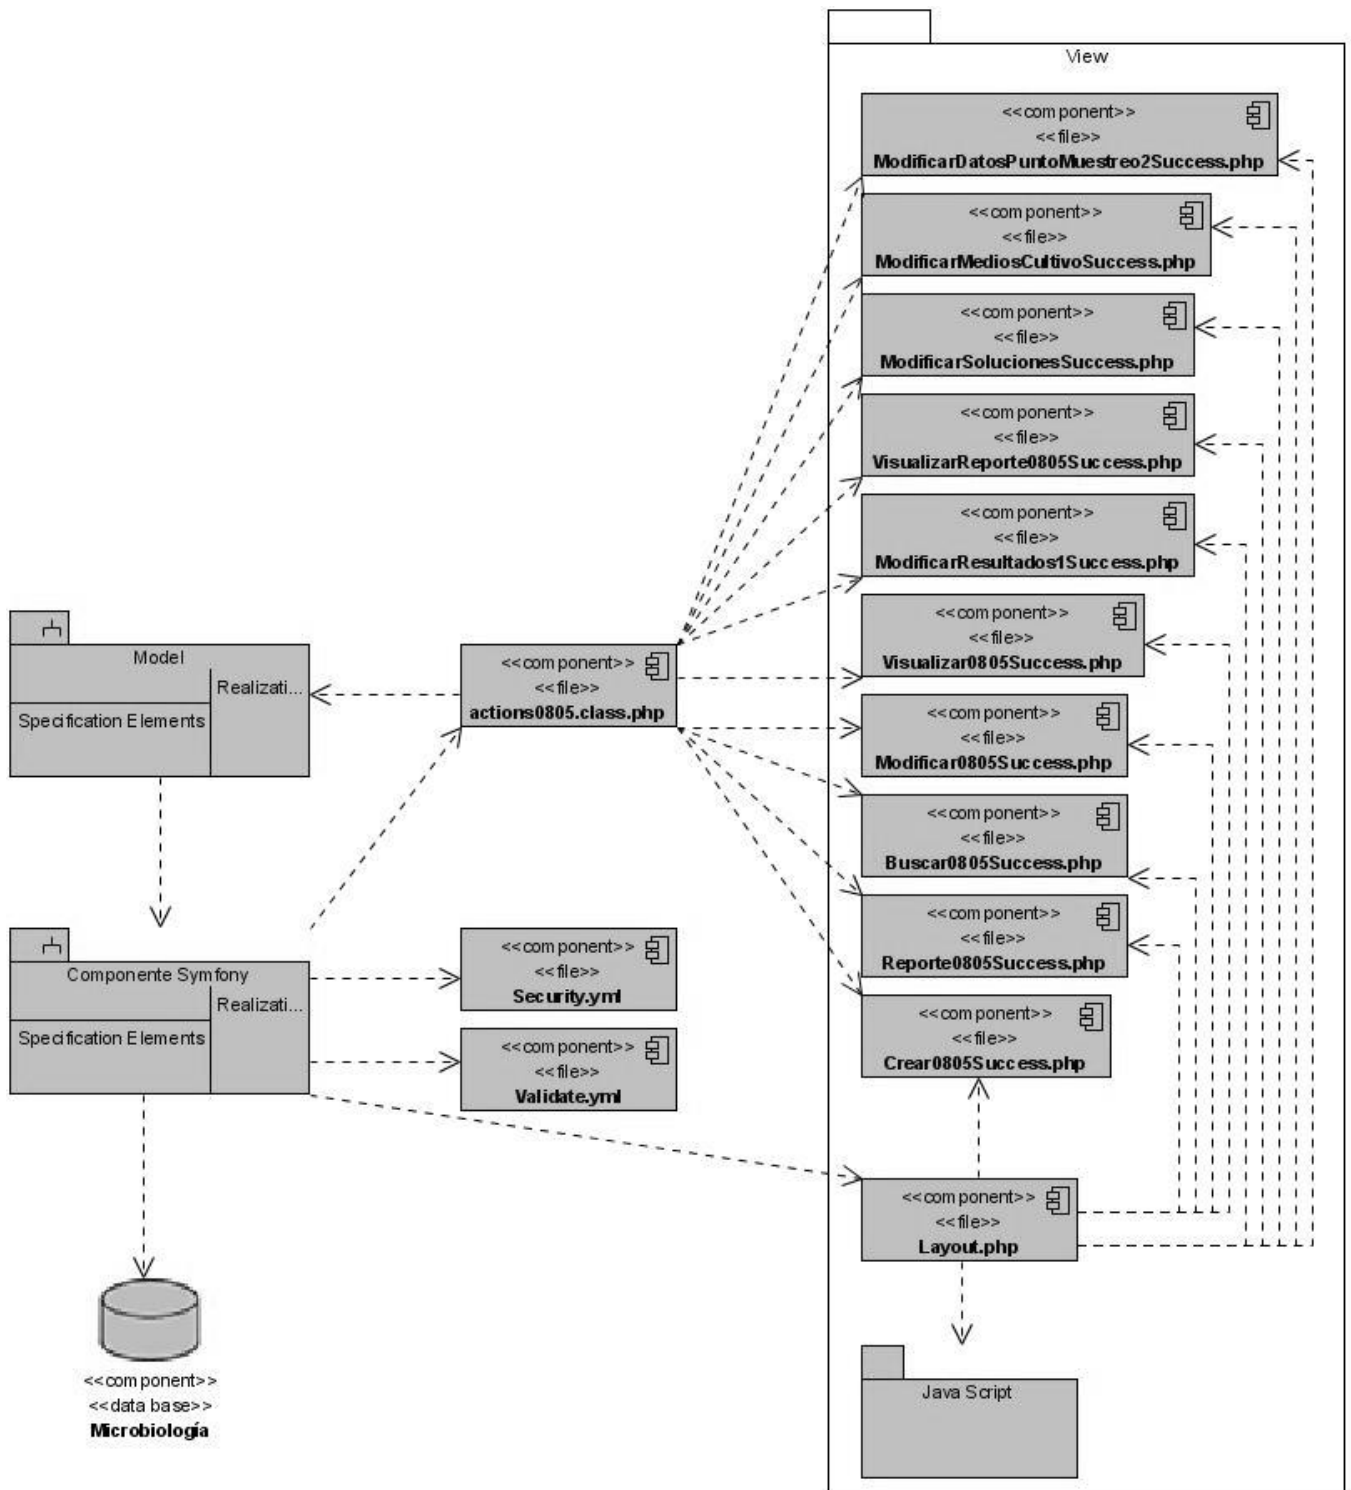 View
<<component>>
<<file>>
ModificarDatosPuntoMuestreo2Success.php
<<component>>
<<file>>
ModificarMediosCultivoSuccess.php
<<component>>
<<file>>
ModificarSolucionesSuccess.php
<<component>>
<<file>>
VisualizarReporte0805Success.php
<<component>>
<<file>>
ModificarResultados1Success.php
<<component>>
<<file>>
Visualizar0805Success.php
<<component>>
<<file>>
Modificar0805Success.php
<<component>>
<<file>>
Buscar0805Success.php
<<component>>
<<file>>
Reporte0805Success.php
<<component>>
<<file>>
Crear0805Success.php
<<component>>
<<file>>
Layout.php
Java Script
Model
Realizati...
Specification Elements
<<component>>
<<file>>
actions0805.class.php
Componente Symfony
Realizati...
Specification Elements
<<component>>
<<file>>
Security.yml
<<component>>
<<file>>
Validate.yml
<<component>>
<<data base>>
Microbiología